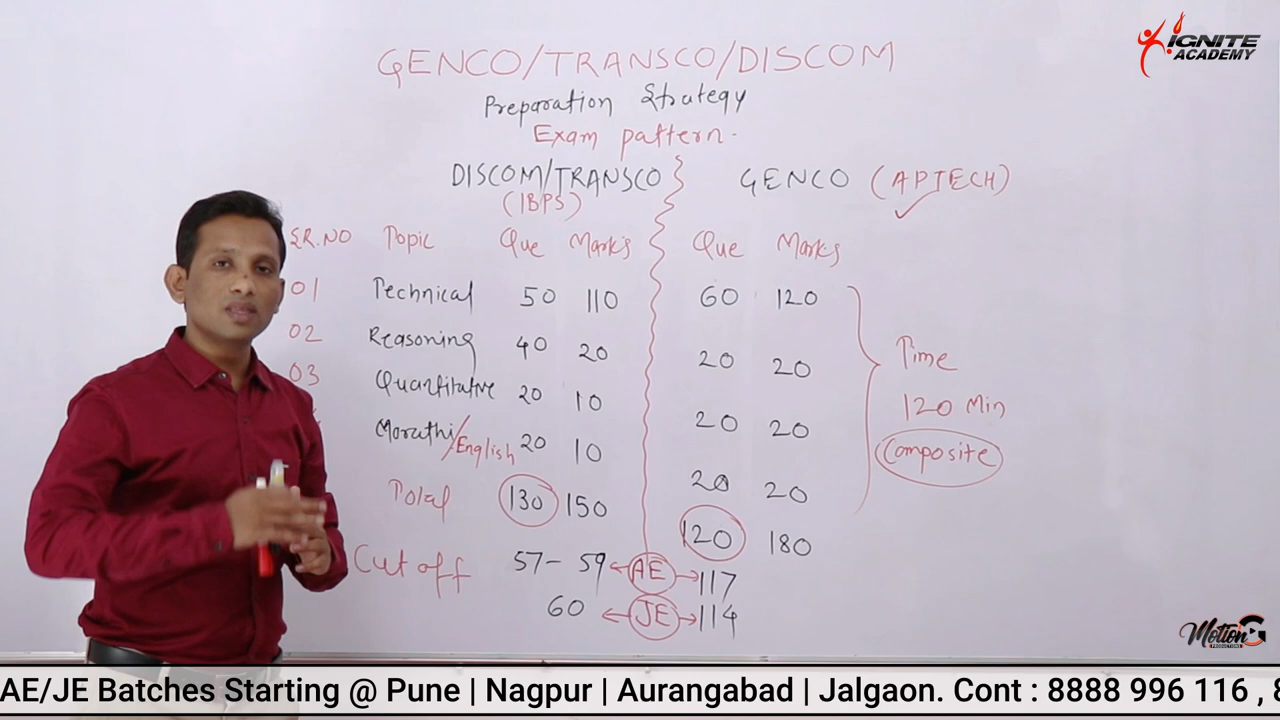 IGNITE
ACADEMY
GENCO/TRANSCO/DISCOM
Preparation Strategy
Exam pattern.
DISCOM/TRANSCO GENCO (APTECH)
(IBPS)
SR.NO Topic Que Mark's Que Marks
01 Technical 50 110 60 120
02 Reasoning 40 20 20 20
03 Quantitative 20 10 20 20
Marathi/English 20 10 20 20
Total 130 150 120 180
Time
120 Min
Composite
Cut off 57- 59 AE 117
60 JE 114
Motion G
PRODUCTIONS
AE/JE Batches Starting @ Pune | Nagpur | Aurangabad | Jalgaon. Cont : 8888 996 116 , 8